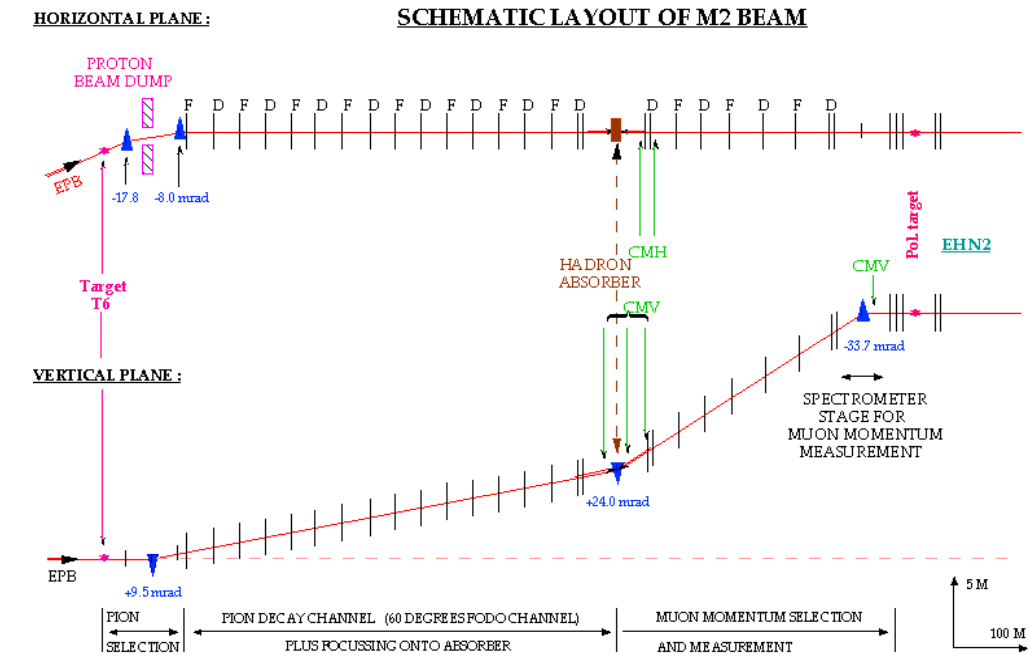 HORIZONTAL PLANE :
SCHEMATIC LAYOUT OF M2 BEAM
PROTON
BEAM DUMP
F D F D F D F D F D F D F D F D D F D F D F D
EPB
-17.8 -8.0 mrad
Target
T6
HADRON
ABSORBER
CMH
CMV
Pol. target
EHN2
CMV
-33.7 mrad
VERTICAL PLANE :
SPECTROMETER
STAGE FOR
MUON MOMENTUM
MEASUREMENT
+24.0 mrad
EPB
+9.5 mrad
5 M
100 M
PION
SELECTION
PION DECAY CHANNEL (60 DEGREES FODO CHANNEL)
PLUS FOCUSSING ONTO ABSORBER
MUON MOMENTUM SELECTION
AND MEASUREMENT